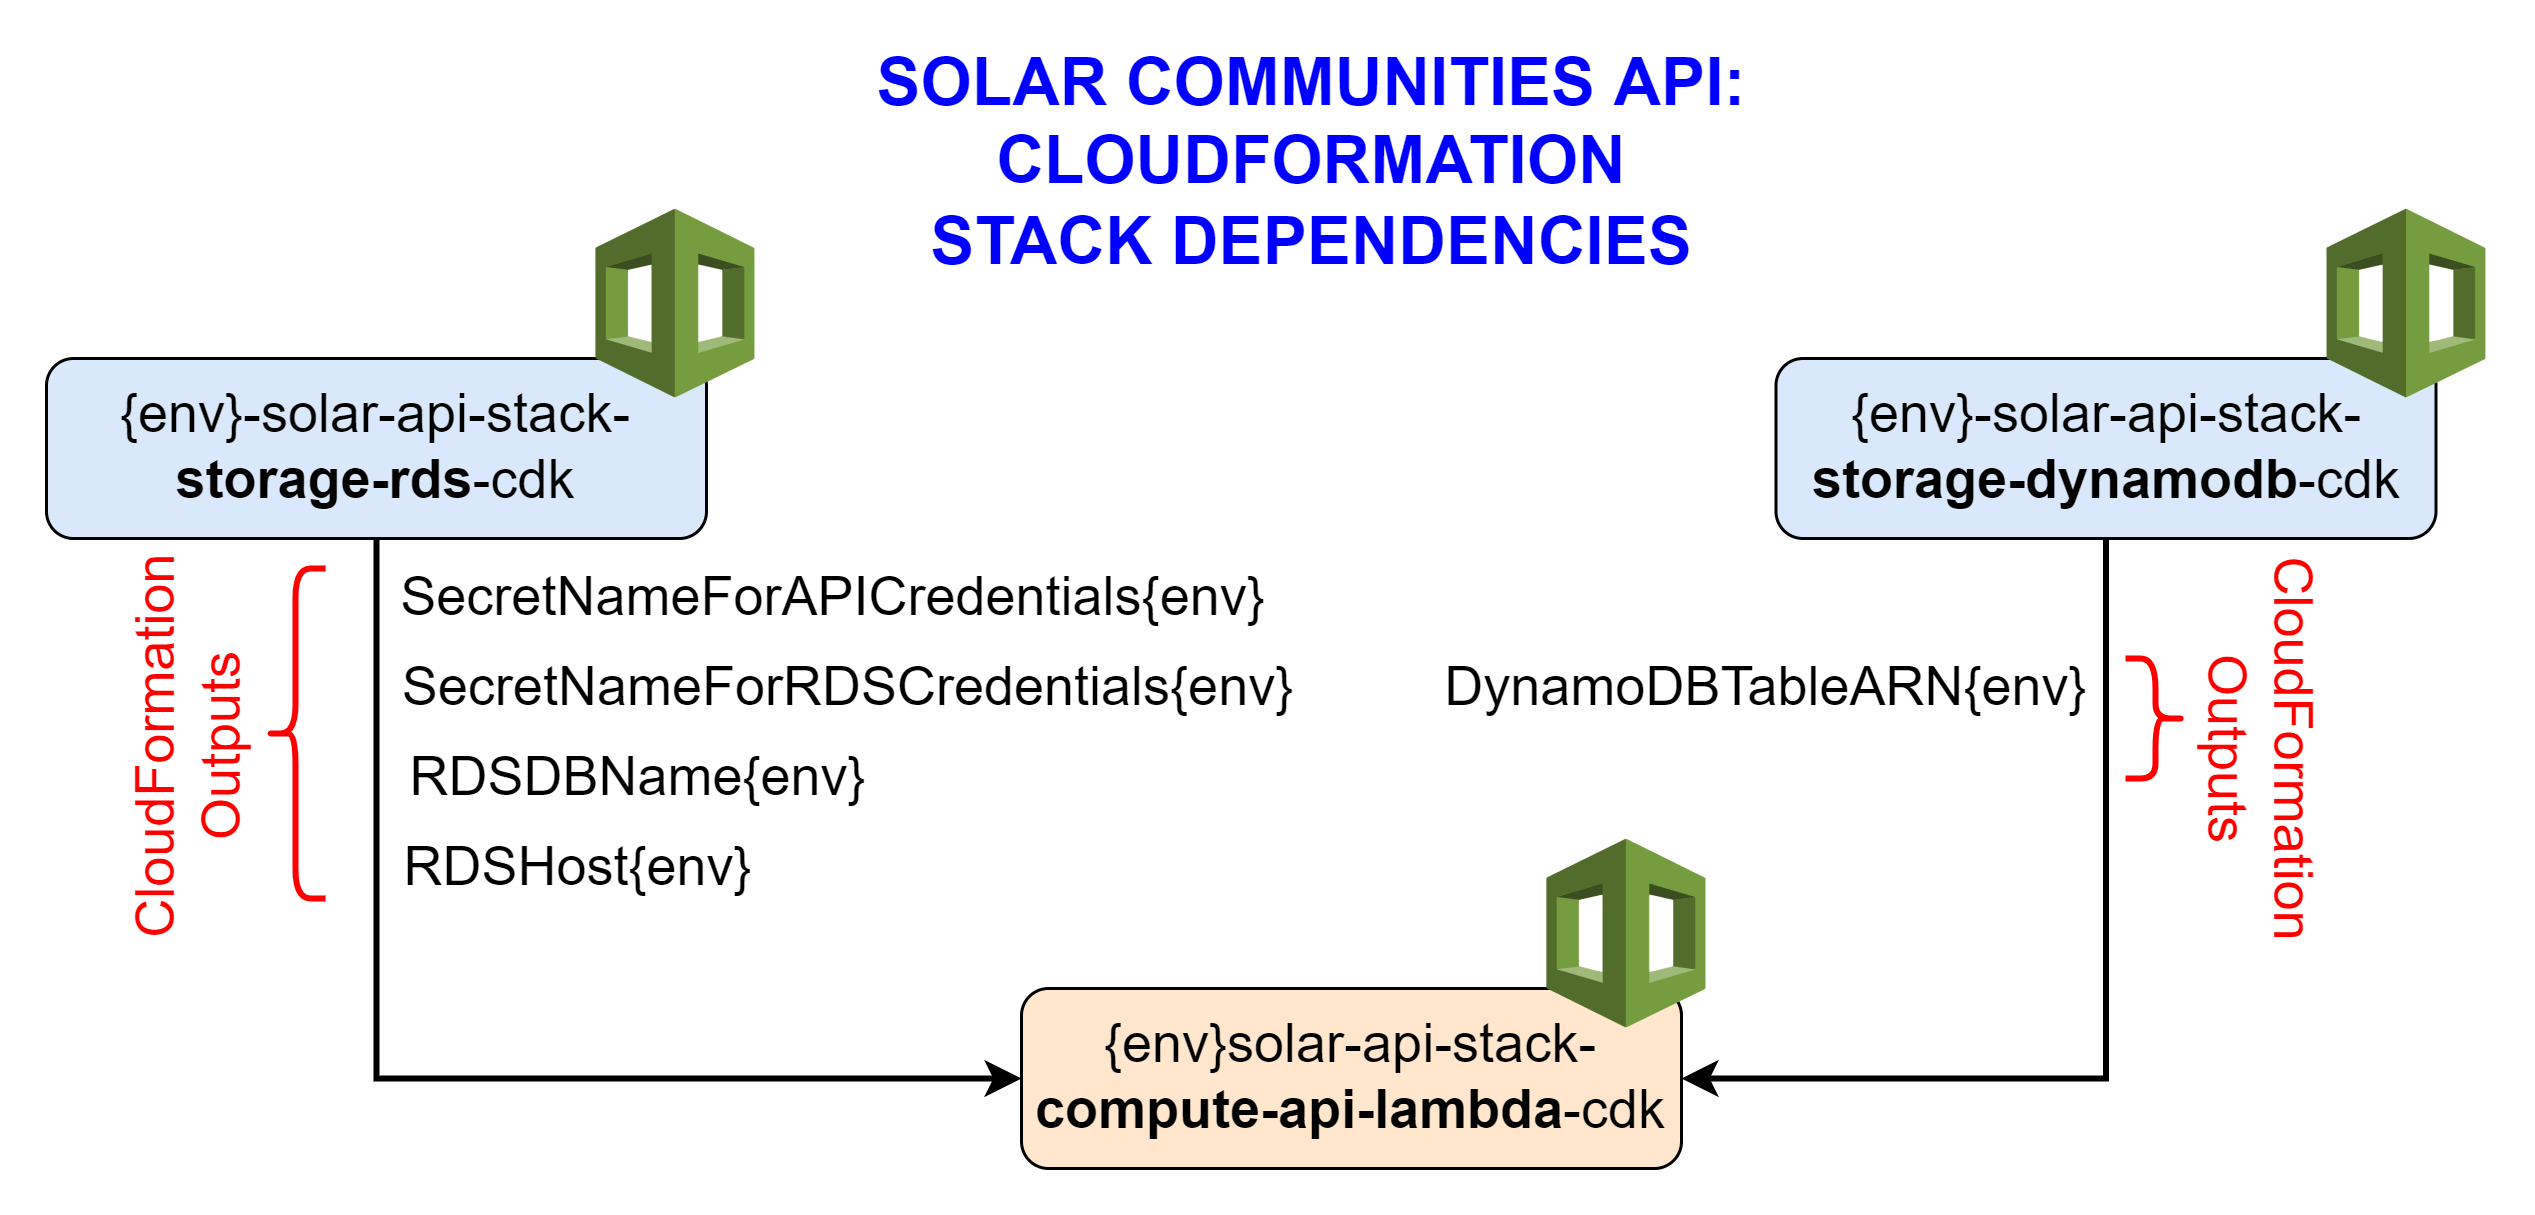 SOLAR COMMUNITIES API:
CLOUDFORMATION
STACK DEPENDENCIES
{env}-solar-api-stack-
storage-rds-cdk
{env}-solar-api-stack-
storage-dynamodb-cdk
CloudFormation
Outputs
SecretNameForAPICredentials{env}
SecretNameForRDSCredentials{env}
RDSDBName{env}
RDSHost{env}
DynamoDBTableARN{env}
CloudFormation
Outputs
{env}solar-api-stack-
compute-api-lambda-cdk